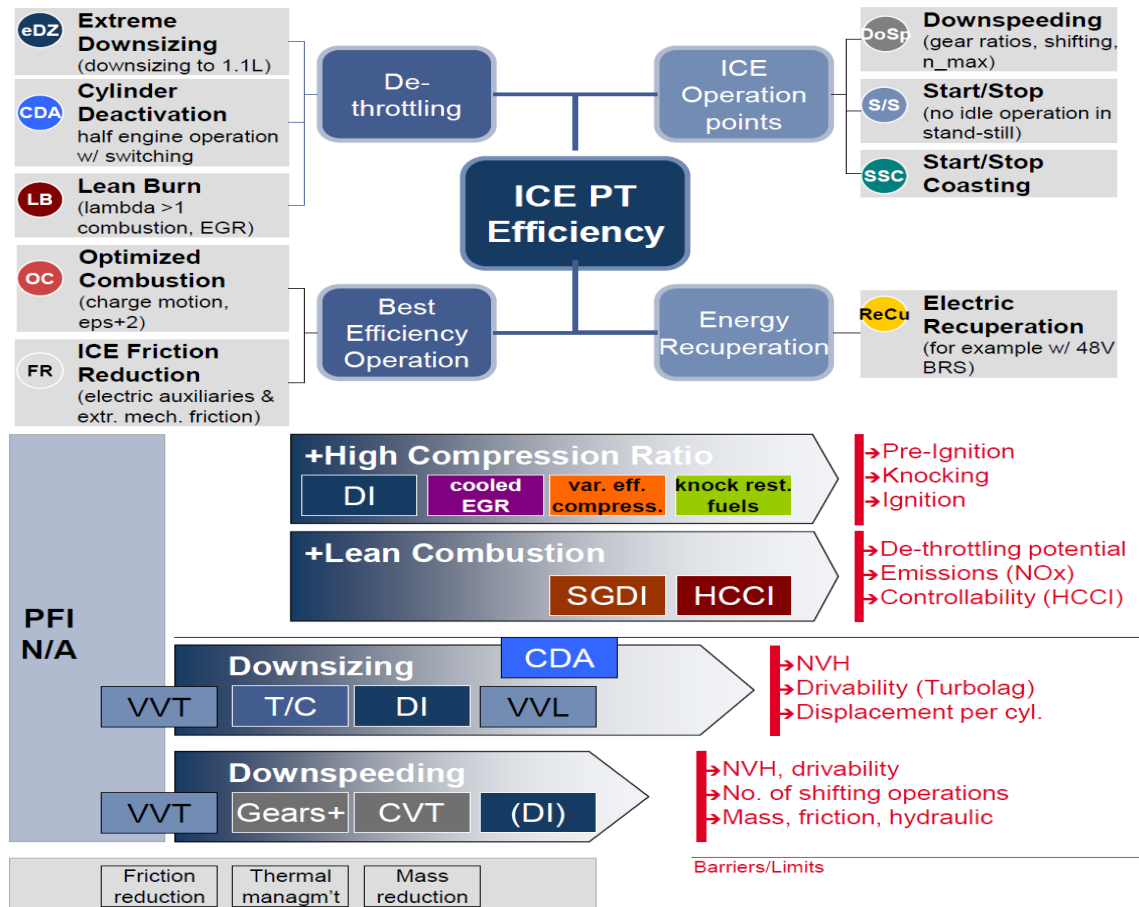 eDZ
Extreme
Downsizing
(downsizing to 1.1L)
CDA
Cylinder
Deactivation
half engine operation
w/ switching
LB
Lean Burn
(lambda >1
combustion, EGR)
OC
Optimized
Combustion
(charge motion,
eps+2)
FR
ICE Friction
Reduction
(electric auxiliaries &
extr. mech. friction)
De-
throttling
ICE
Operation
points
ICE PT
Efficiency
Best
Efficiency
Operation
Energy
Recuperation
DoSp
Downspeeding
(gear ratios, shifting,
n_max)
S/S
Start/Stop
(no idle operation in
stand-still)
SSC
Start/Stop
Coasting
ReCu
Electric
Recuperation
(for example w/ 48V
BRS)
PFI
N/A
+High Compression Ratio
DI
cooled
EGR
var. eff.
compress.
knock rest.
fuels
→Pre-Ignition
→Knocking
→Ignition
+Lean Combustion
SGDI
HCCI
→De-throttling potential
→Emissions (NOx)
→Controllability (HCCI)
Downsizing
CDA
VVT
T/C
DI
VVL
→NVH
→Drivability (Turbolag)
→Displacement per cyl.
Downspeeding
VVT
Gears+
CVT
(DI)
→NVH, drivability
→No. of shifting operations
→Mass, friction, hydraulic
Barriers/Limits
Friction
reduction
Thermal
managm't
Mass
reduction